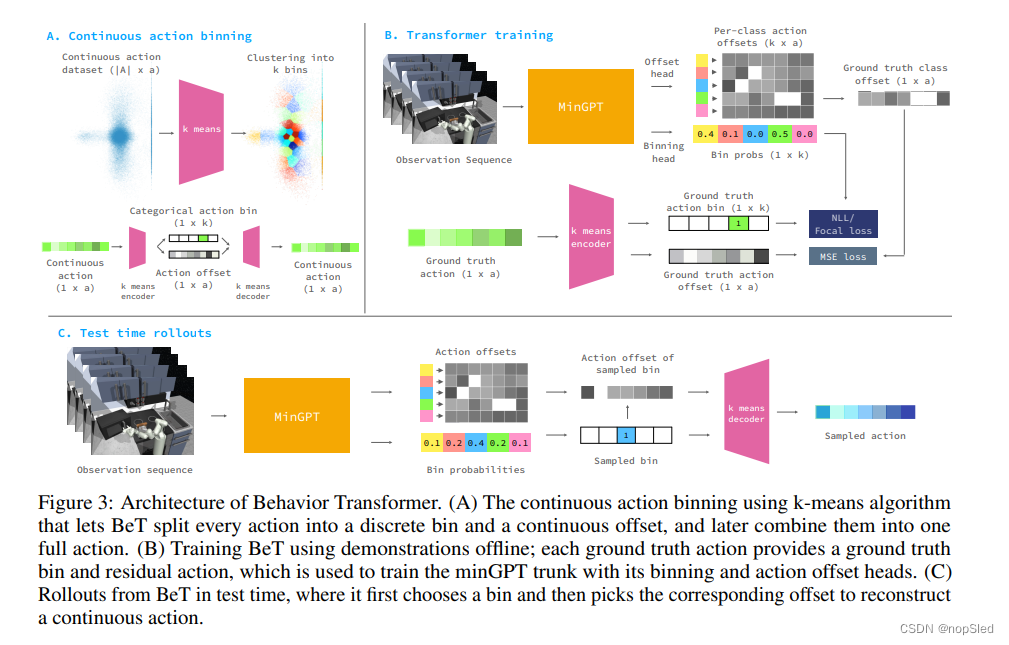 A. Continuous action binning
Continuous action
dataset (|A| x a)
Clustering into
k bins
k means
Categorical action bin
(1 x k)
Continuous
action
(1 x a)
k means
encoder
Action offset
(1 x a)
k means
decoder
Continuous
action
(1 x a)
B. Transformer training
Observation Sequence
MinGPT
Offset
head
Binning
head
Per-class action
offsets (k x a)
0.4 0.1 0.0 0.5 0.0
Bin probs (1 x k)
Ground truth class
offset (1 x a)
Ground truth
action (1 x a)
k means
encoder
Ground truth
action bin (1 x k)
1
Ground truth action
offset (1 x a)
NLL/
Focal loss
MSE loss
C. Test time rollouts
Observation sequence
MinGPT
Action offsets
0.1 0.2 0.4 0.2 0.1
Bin probabilities
Action offset of
sampled bin
1
Sampled bin
k means
decoder
Sampled action
Figure 3: Architecture of Behavior Transformer. (A) The continuous action binning using k-means algorithm
that lets BeT split every action into a discrete bin and a continuous offset, and later combine them into one
full action. (B) Training BeT using demonstrations offline; each ground truth action provides a ground truth
bin and residual action, which is used to train the minGPT trunk with its binning and action offset heads. (C)
Rollouts from BeT in test time, where it first chooses a bin and then picks the corresponding offset to reconstruct
a continuous action.
CSDN @nopSled